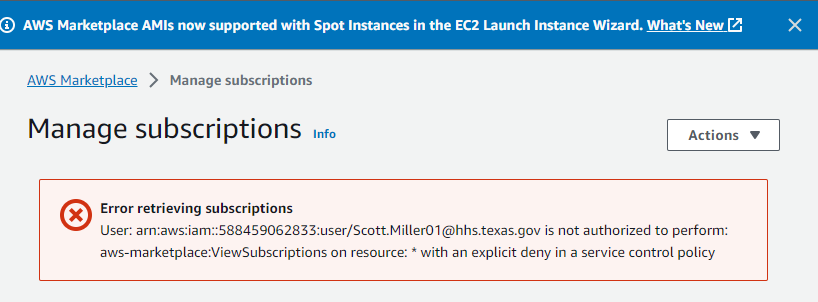 AWS Marketplace AMIs now supported with Spot Instances in the EC2 Launch Instance Wizard. What's New
AWS Marketplace > Manage subscriptions
Manage subscriptions Info
Actions
Error retrieving subscriptions
User: arn:aws:iam::588459062833:user/Scott.Miller01@hhs.texas.gov is not authorized to perform:
aws-marketplace:ViewSubscriptions on resource: * with an explicit deny in a service control policy